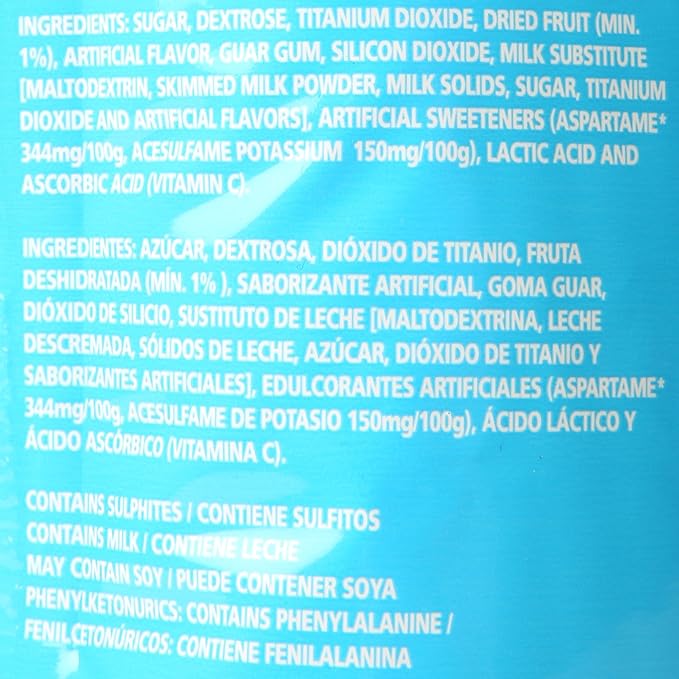 INGREDIENTS: SUGAR, DEXTROSE, TITANIUM DIOXIDE, DRIED FRUIT (MIN.
1%), ARTIFICIAL FLAVOR, GUAR GUM, SILICON DIOXIDE, MILK SUBSTITUTE
[MALTODEXTRIN, SKIMMED MILK POWDER, MILK SOLIDS, SUGAR, TITANIUM
DIOXIDE AND ARTIFICIAL FLAVORS], ARTIFICIAL SWEETENERS (ASPARTAME*
344mg/100g, ACESULFAME POTASSIUM 150mg/100g), LACTIC ACID AND
ASCORBIC ACID (VITAMIN C).
INGREDIENTES: AZÚCAR, DEXTROSA, DIÓXIDO DE TITANIO, FRUTA
DESHIDRATADA (MÍN. 1% ), SABORIZANTE ARTIFICIAL, GOMA GUAR,
DIÓXIDO DE SILICIO, SUSTITUTO DE LECHE [MALTODEXTRINA, LECHE
DESCREMADA, SÓLIDOS DE LECHE, AZÚCAR, DIÓXIDO DE TITANIO Y
SABORIZANTES ARTIFICIALES], EDULCORANTES ARTIFICIALES (ASPARTAME*
344mg/100g, ACESULFAME DE POTASIO 150mg/100g), ÁCIDO LÁCTICO Y
ÁCIDO ASCÓRBICO (VITAMINA C).
CONTAINS SULPHITES / CONTIENE SULFITOS
CONTAINS MILK / CONTIENE LECHE
MAY CONTAIN SOY / PUEDE CONTENER SOYA
PHENYLKETONURICS: CONTAINS PHENYLALANINE /
FENILCETONÚRICOS: CONTIENE FENILALANINA